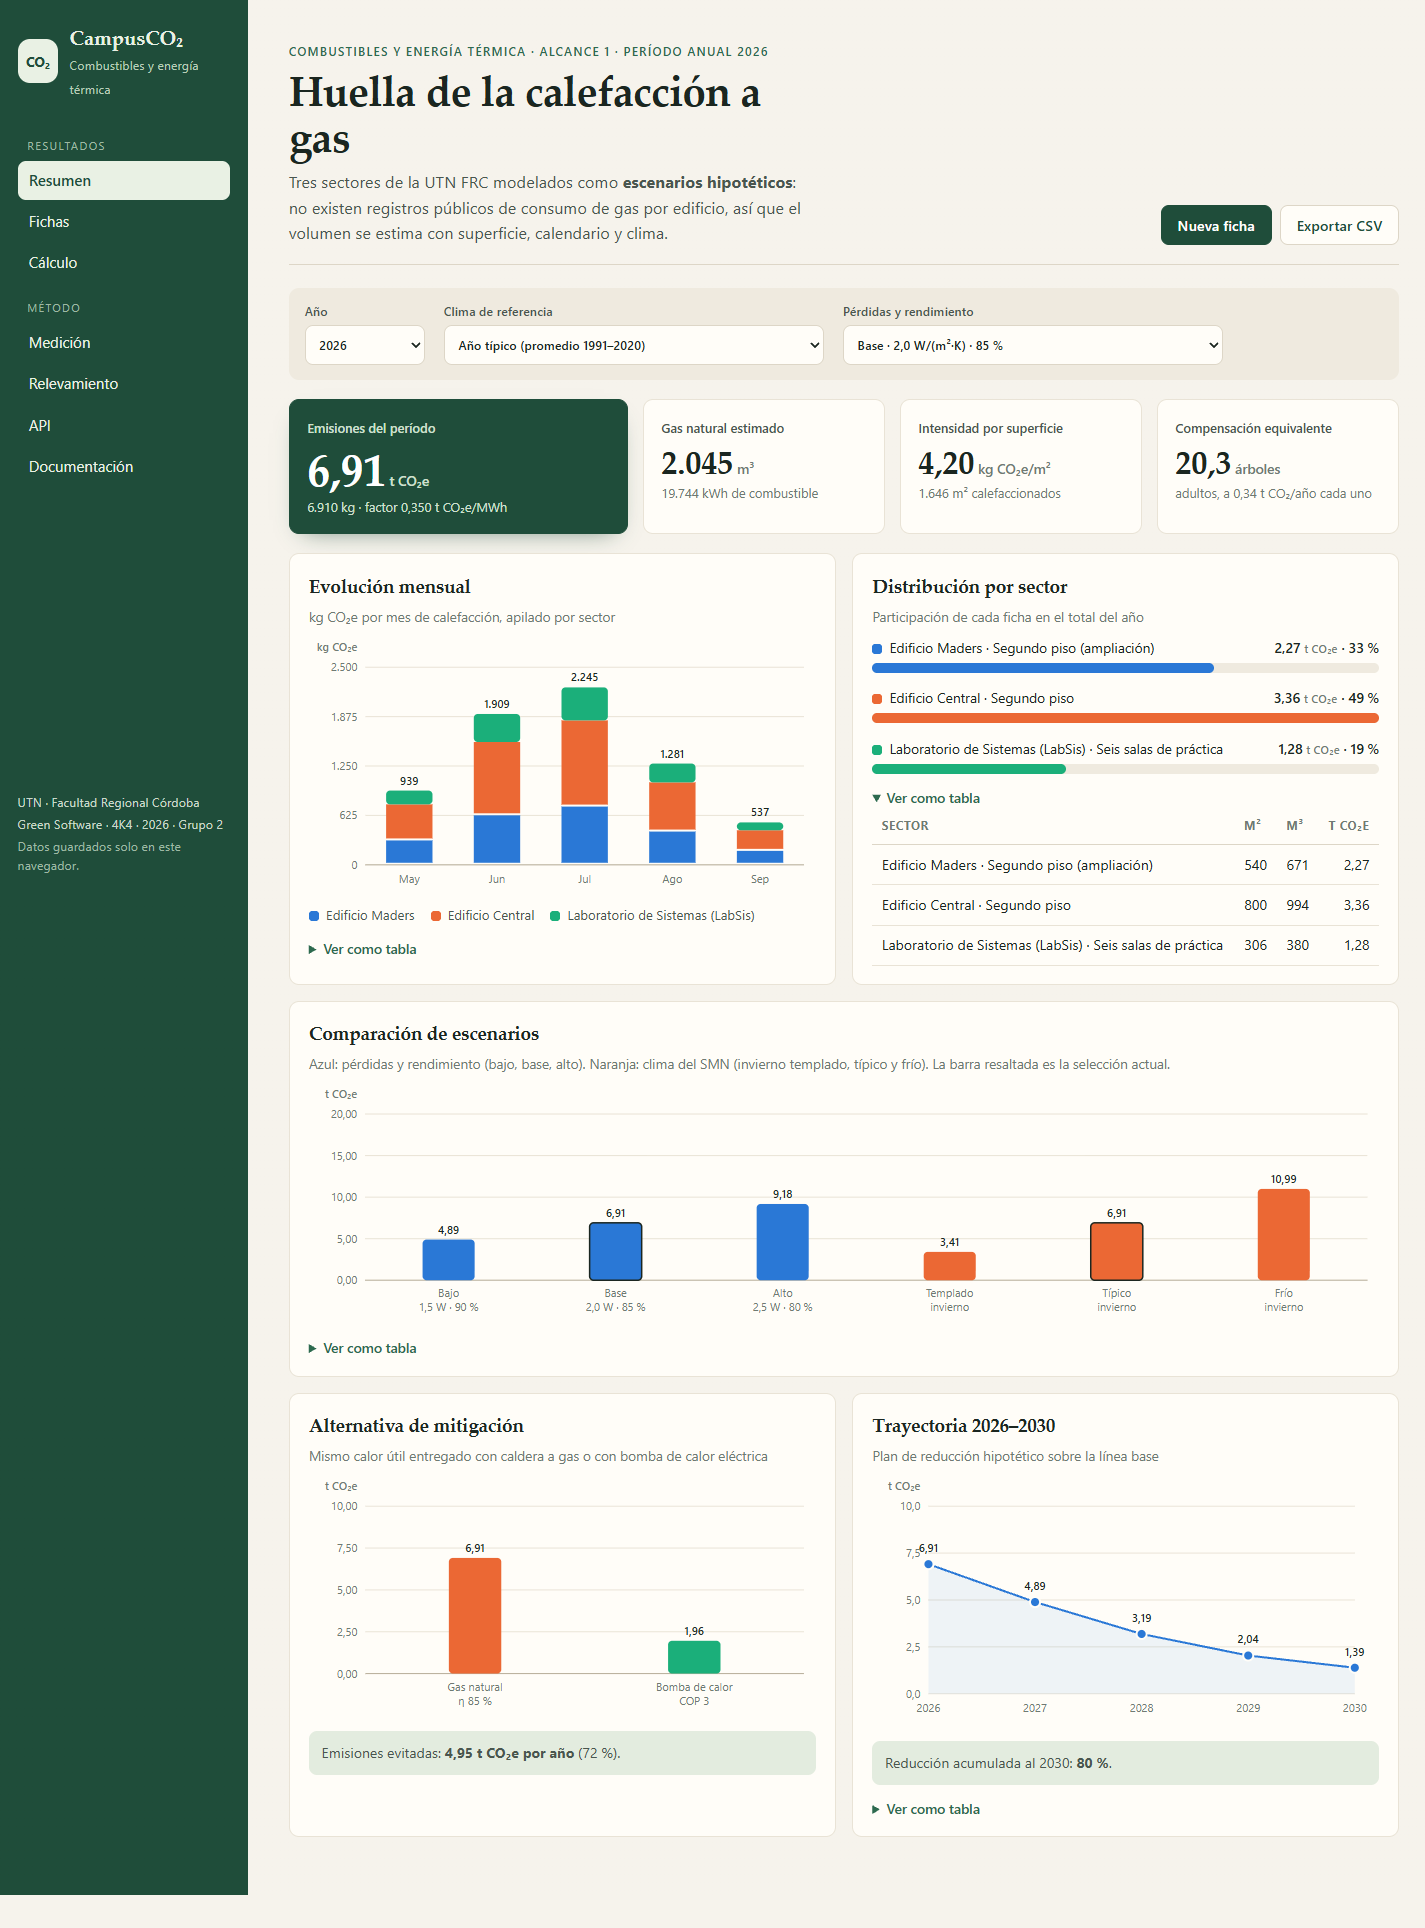 CO₂
CampusCO₂
Combustibles y energía
térmica
RESULTADOS
Resumen
Fichas
Cálculo
MÉTODO
Medición
Relevamiento
API
Documentación
UTN · Facultad Regional Córdoba
Green Software · 4K4 · 2026 · Grupo 2
Datos guardados solo en este
navegador.
COMBUSTIBLES Y ENERGÍA TÉRMICA · ALCANCE 1 · PERÍODO ANUAL 2026
Huella de la calefacción a
gas
Tres sectores de la UTN FRC modelados como escenarios hipotéticos:
no existen registros públicos de consumo de gas por edificio, así que el
volumen se estima con superficie, calendario y clima.
Nueva ficha
Exportar CSV
Año
Clima de referencia
Pérdidas y rendimiento
2026
Año típico (promedio 1991–2020)
Base · 2,0 W/(m²·K) · 85 %
Emisiones del período
6,91 t CO₂e
6.910 kg · factor 0,350 t CO₂e/MWh
Gas natural estimado
2.045 m³
19.744 kWh de combustible
Intensidad por superficie
4,20 kg CO₂e/m²
1.646 m² calefaccionados
Compensación equivalente
20,3 árboles
adultos, a 0,34 t CO₂/año cada uno
Evolución mensual
kg CO₂e por mes de calefacción, apilado por sector
kg CO₂e
2.500
1.875
1.250
625
0
939
1.909
2.245
1.281
537
May
Jun
Jul
Ago
Sep
Edificio Maders
Edificio Central
Laboratorio de Sistemas (LabSis)
▶ Ver como tabla
Distribución por sector
Participación de cada ficha en el total del año
Edificio Maders · Segundo piso (ampliación) 2,27 t CO₂e · 33 %
Edificio Central · Segundo piso 3,36 t CO₂e · 49 %
Laboratorio de Sistemas (LabSis) · Seis salas de práctica 1,28 t CO₂e · 19 %
▼ Ver como tabla
SECTOR M² M³ T CO₂E
Edificio Maders · Segundo piso (ampliación) 540 671 2,27
Edificio Central · Segundo piso 800 994 3,36
Laboratorio de Sistemas (LabSis) · Seis salas de práctica 306 380 1,28
Comparación de escenarios
Azul: pérdidas y rendimiento (bajo, base, alto). Naranja: clima del SMN (invierno templado, típico y frío). La barra resaltada es la selección actual.
t CO₂e
20,00
15,00
10,00
5,00
0,00
4,89
6,91
9,18
3,41
6,91
10,99
Bajo
1,5 W · 90 %
Base
2,0 W · 85 %
Alto
2,5 W · 80 %
Templado
invierno
Típico
invierno
Frío
invierno
▶ Ver como tabla
Alternativa de mitigación
Mismo calor útil entregado con caldera a gas o con bomba de calor eléctrica
t CO₂e
10,00
7,50
5,00
2,50
0,00
6,91
1,96
Gas natural
η 85 %
Bomba de calor
COP 3
Emisiones evitadas: 4,95 t CO₂e por año (72 %).
Trayectoria 2026–2030
Plan de reducción hipotético sobre la línea base
t CO₂e
10,0
7,5
5,0
2,5
0,0
6,91
4,89
3,19
2,04
1,39
2026
2027
2028
2029
2030
Reducción acumulada al 2030: 80 %.
▶ Ver como tabla